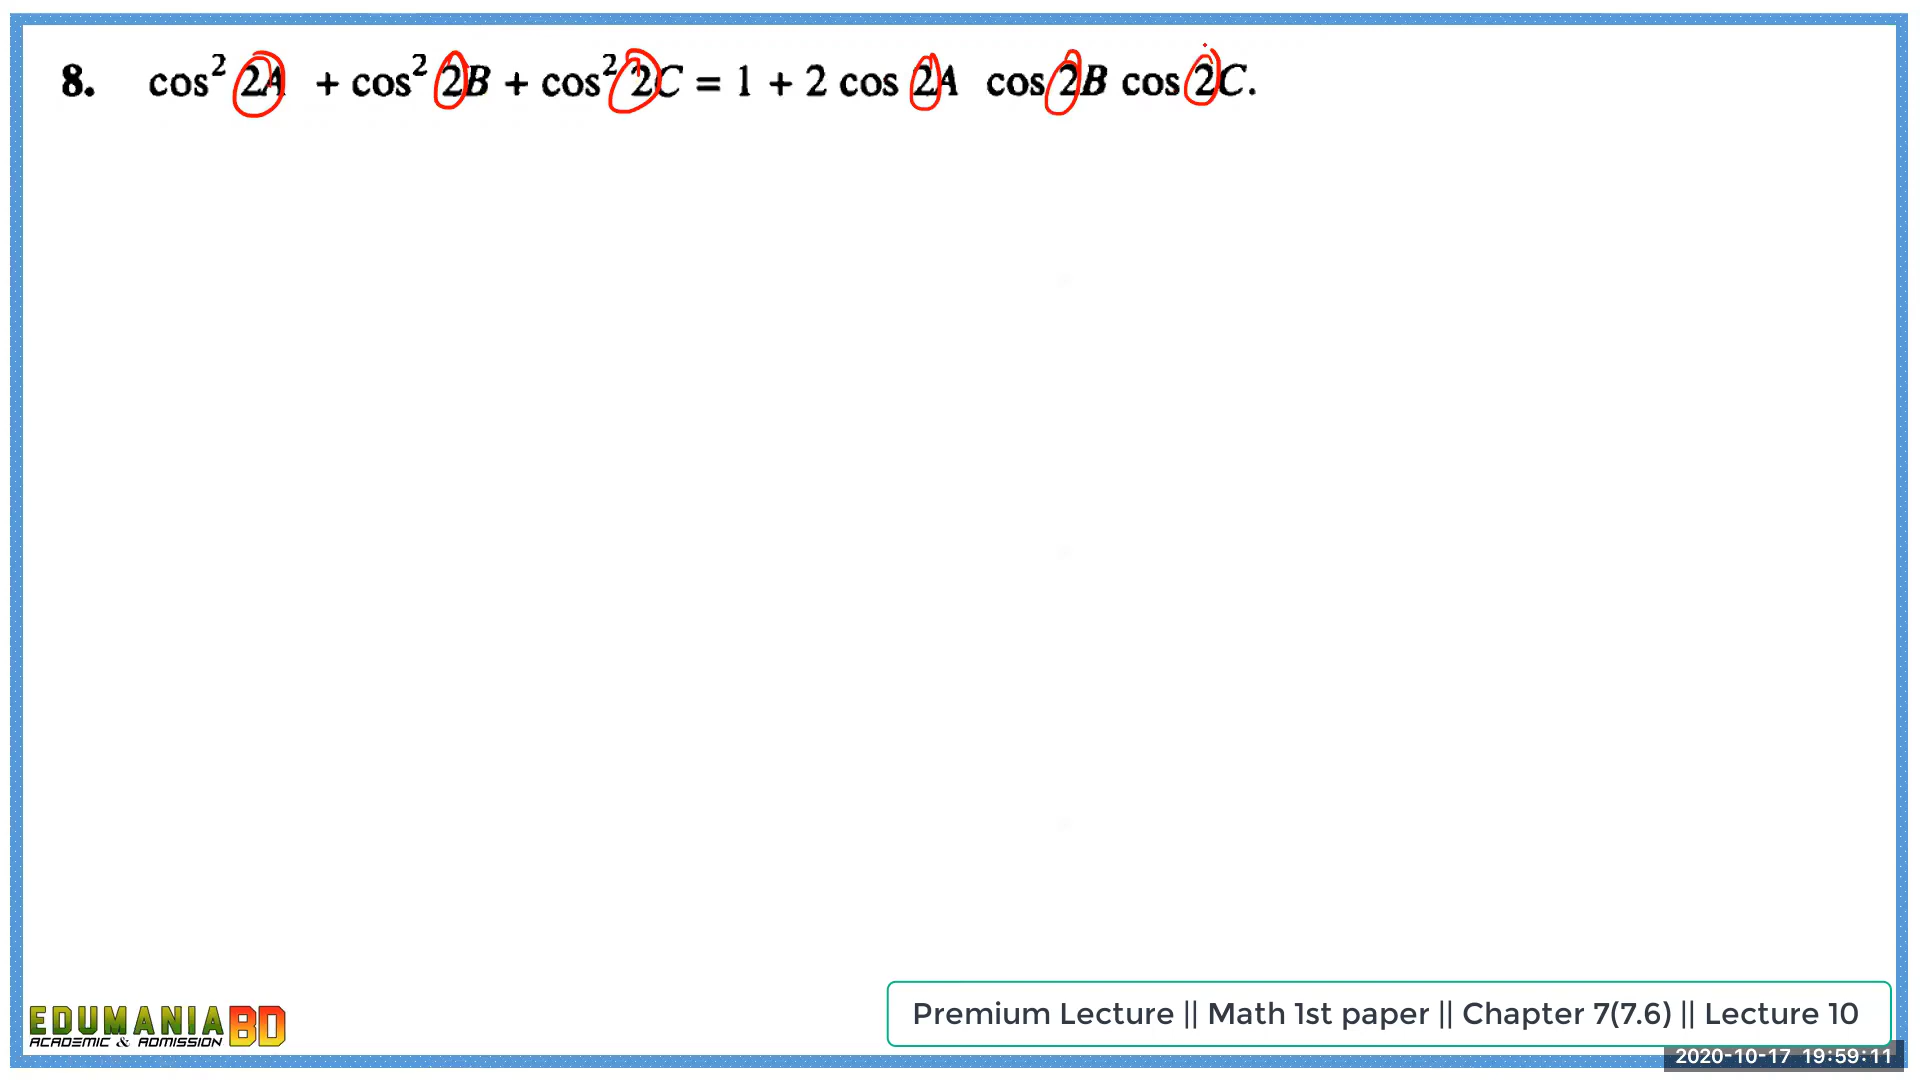 8. cos² 2A + cos² 2B + cos² 2C = 1 + 2 cos 2A cos 2B cos 2C.
EDUMANIA BD
ACADEMIC & ADMISSION
Premium Lecture || Math 1st paper || Chapter 7(7.6) || Lecture 10
2020-10-17 19:59:11